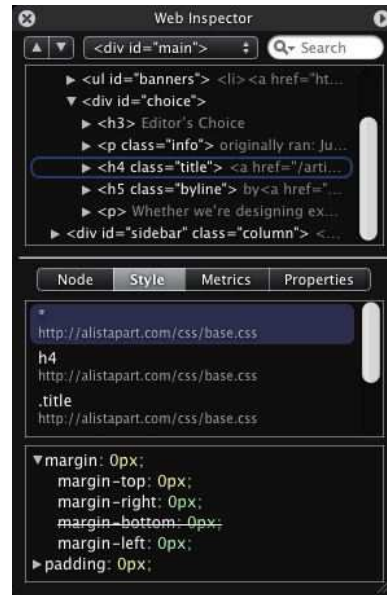 Web Inspector
<div id="main"> Search
<ul id="banners"> <li><a href="ht...
<div id="choice">
<h3> Editor's Choice
<p class="info"> originally ran: Ju...
<h4 class="title"> <a href="/arti...
<h5 class="byline"> by<a href="...
<p> Whether we're designing ex...
<div id="sidebar" class="column"> <...
Node Style Metrics Properties
*
http://alistapart.com/css/base.css
h4
http://alistapart.com/css/base.css
.title
http://alistapart.com/css/base.css
margin: 0px;
margin-top: 0px;
margin-right: 0px;
margin-bottom: 0px;
margin-left: 0px;
padding: 0px;